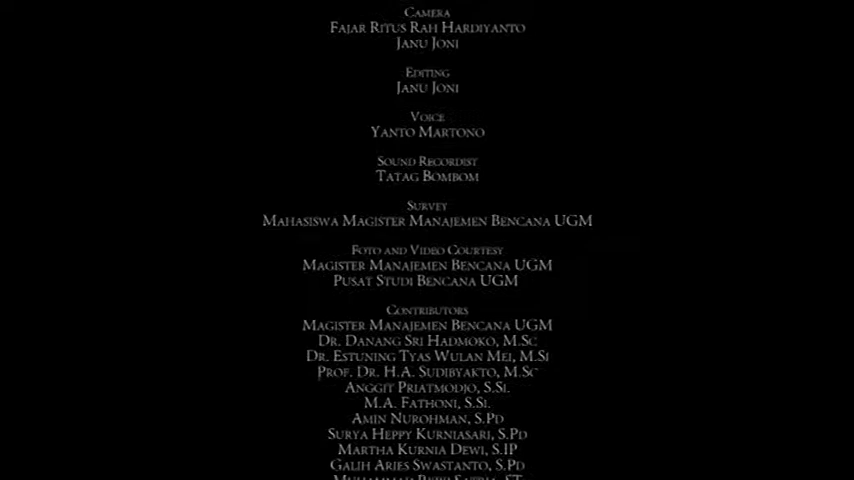 CAMERA
FAJAR RITUS RAH HARDIYANTO
JANU JONI
EDITING
JANU JONI
VOICE
YANTO MARTONO
SOUND RECORDIST
TATAG BOMBOM
SURVEY
MAHASISWA MAGISTER MANAJEMEN BENCANA UGM
FOTO AND VIDEO COURTESY
MAGISTER MANAJEMEN BENCANA UGM
PUSAT STUDI BENCANA UGM
CONTRIBUTORS
MAGISTER MANAJEMEN BENCANA UGM
DR. DANANG SRI HADMOKO, M.SC
DR. ESTUNING TYAS WULAN MEI, M.SI
PROF. DR. H.A. SUDIBYAKTO, M.SC
ANGGIT PRIATMODJO, S.SI.
M.A. FATHONI, S.SI.
AMIN NUROHMAN, S.PD
SURYA HEPPY KURNIASARI, S.PD
MARTHA KURNIA DEWI, S.IP
GALIH ARIES SWASTANTO, S.PD